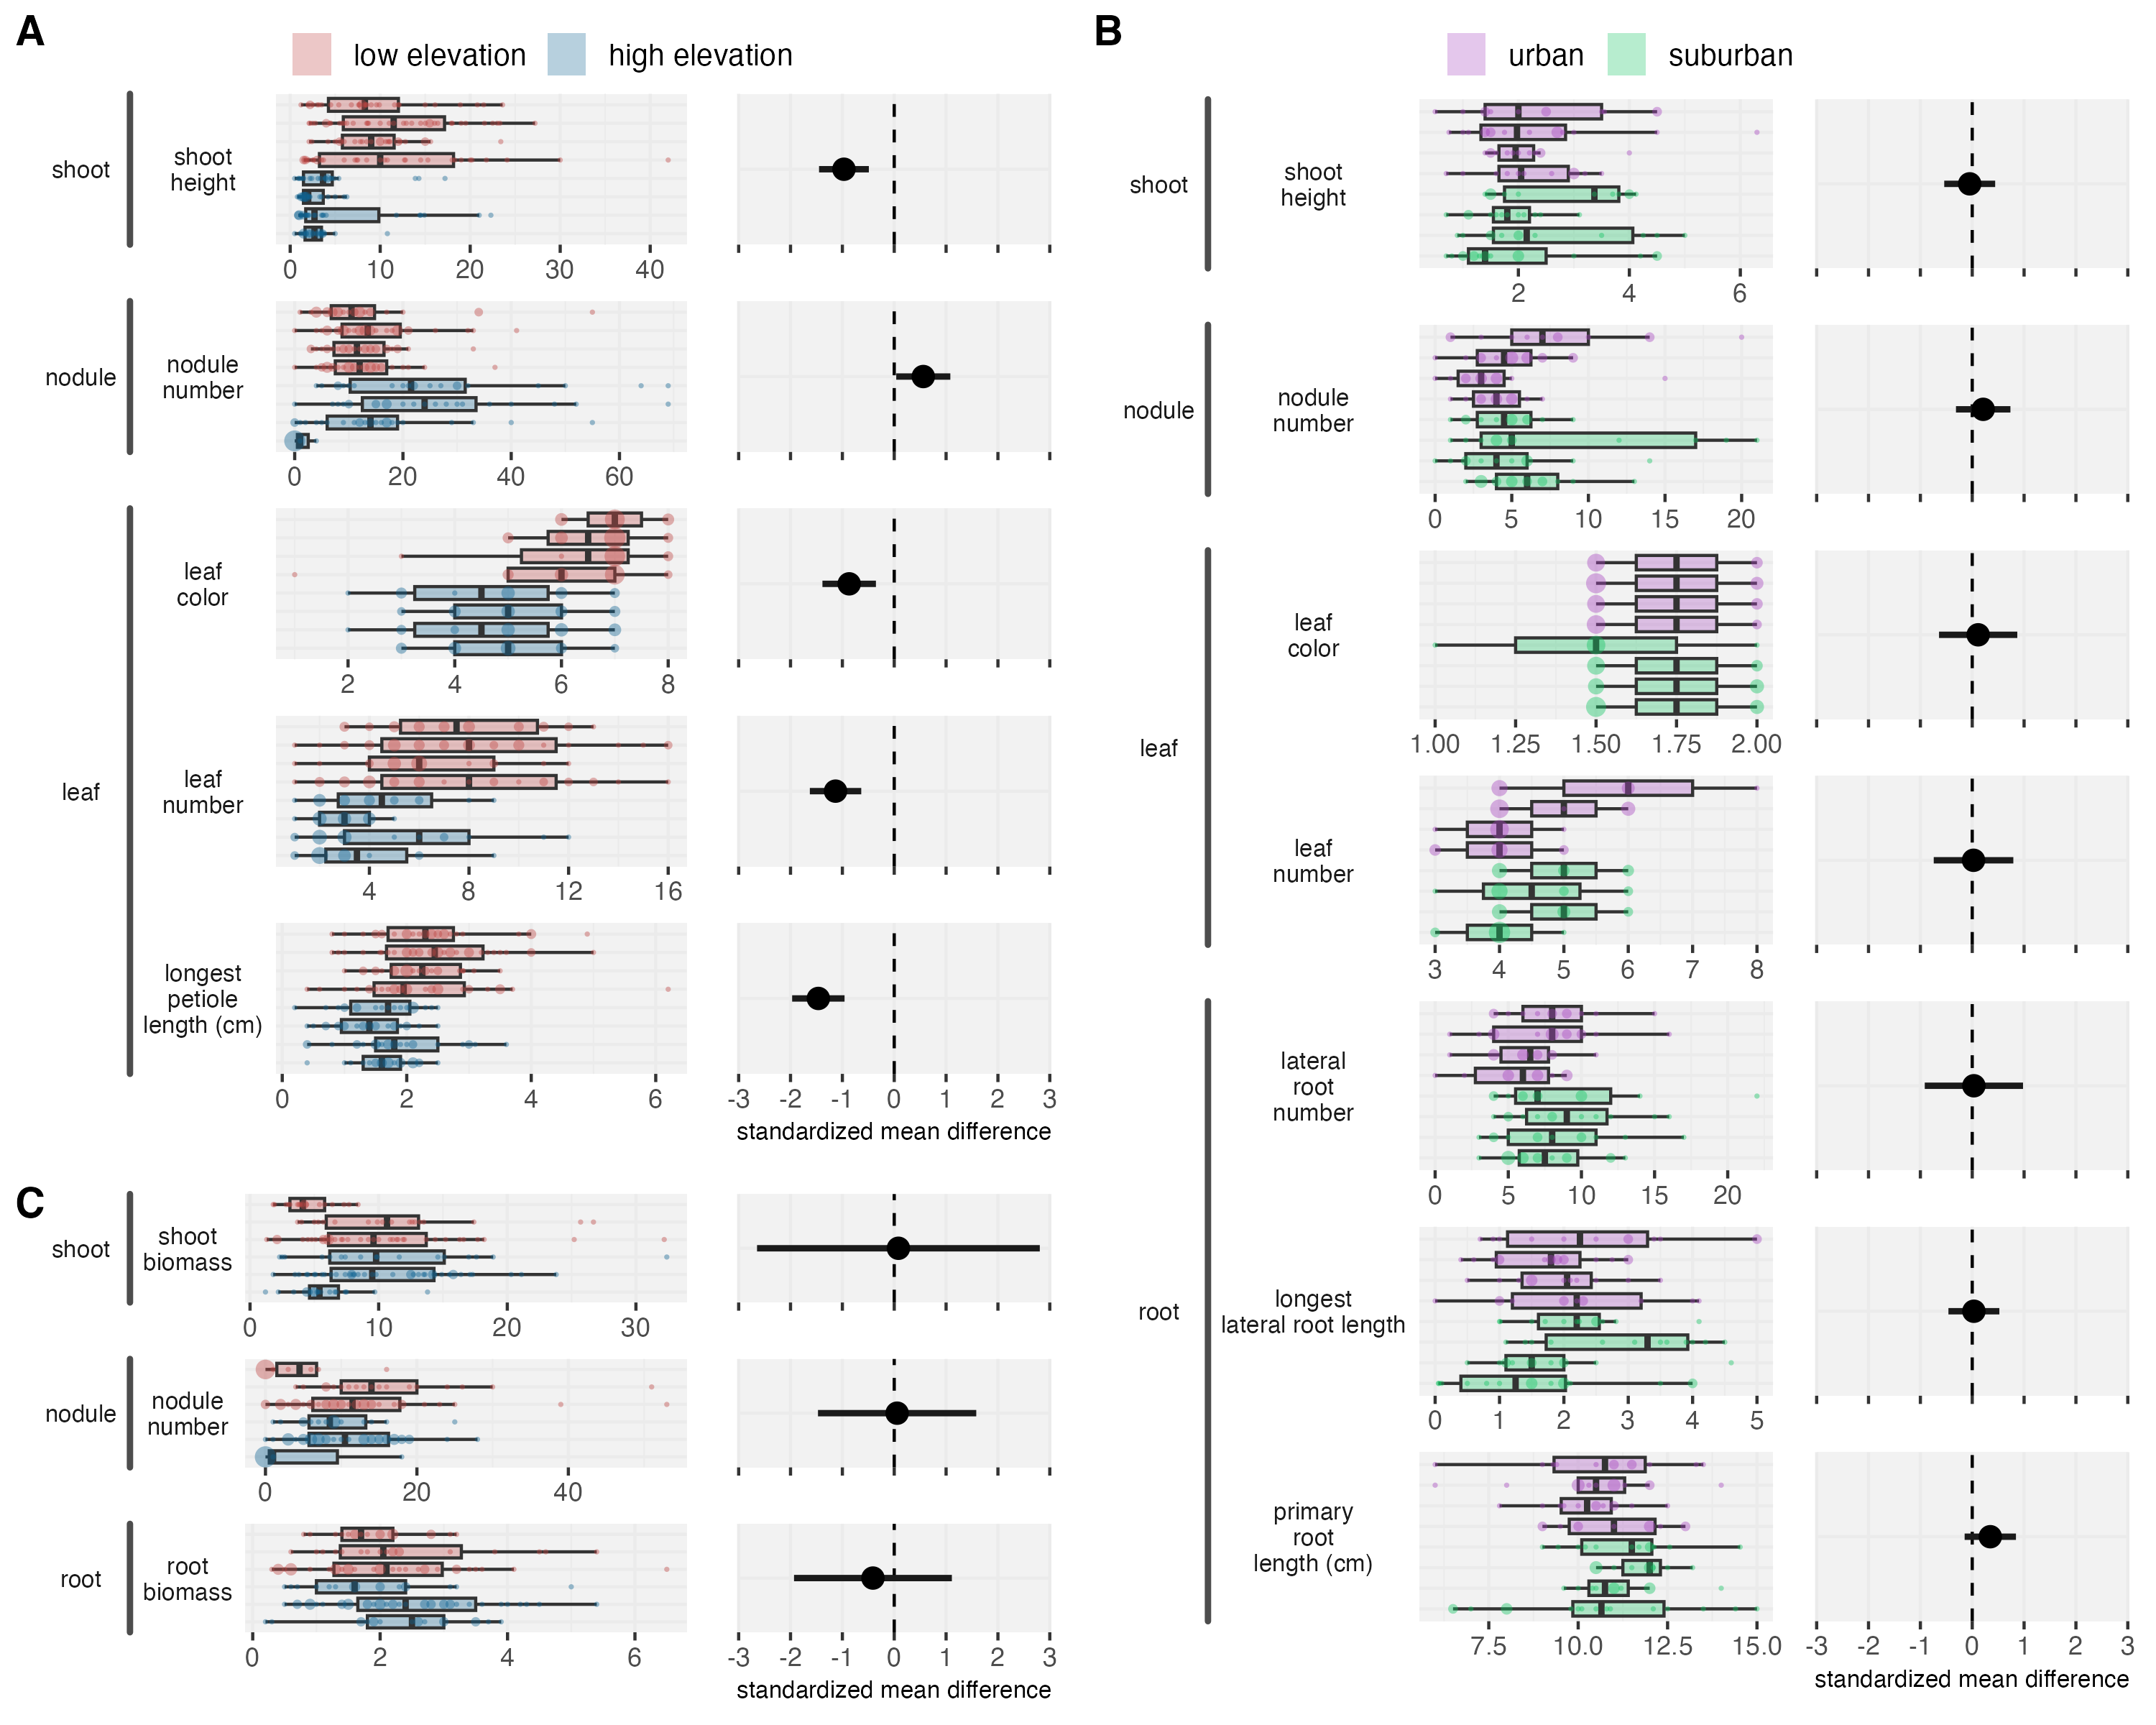 A
low elevation high elevation
shoot
shoot
height
0 10 20 30 40
nodule
nodule
number
0 20 40 60
leaf
color
2 4 6 8
leaf
leaf
number
4 8 12 16
longest
petiole
length (cm)
0 2 4 6
-3 -2 -1 0 1 2 3
standardized mean difference
B
urban suburban
shoot
shoot
height
2 4 6
nodule
nodule
number
0 5 10 15 20
leaf
color
1.00 1.25 1.50 1.75 2.00
leaf
leaf
number
3 4 5 6 7 8
lateral
root
number
0 5 10 15 20
root
longest
lateral root length
0 1 2 3 4 5
primary
root
length (cm)
7.5 10.0 12.5 15.0
-3 -2 -1 0 1 2 3
standardized mean difference
C
shoot
shoot
biomass
0 10 20 30
nodule
nodule
number
0 20 40
root
root
biomass
0 2 4 6
-3 -2 -1 0 1 2 3
standardized mean difference